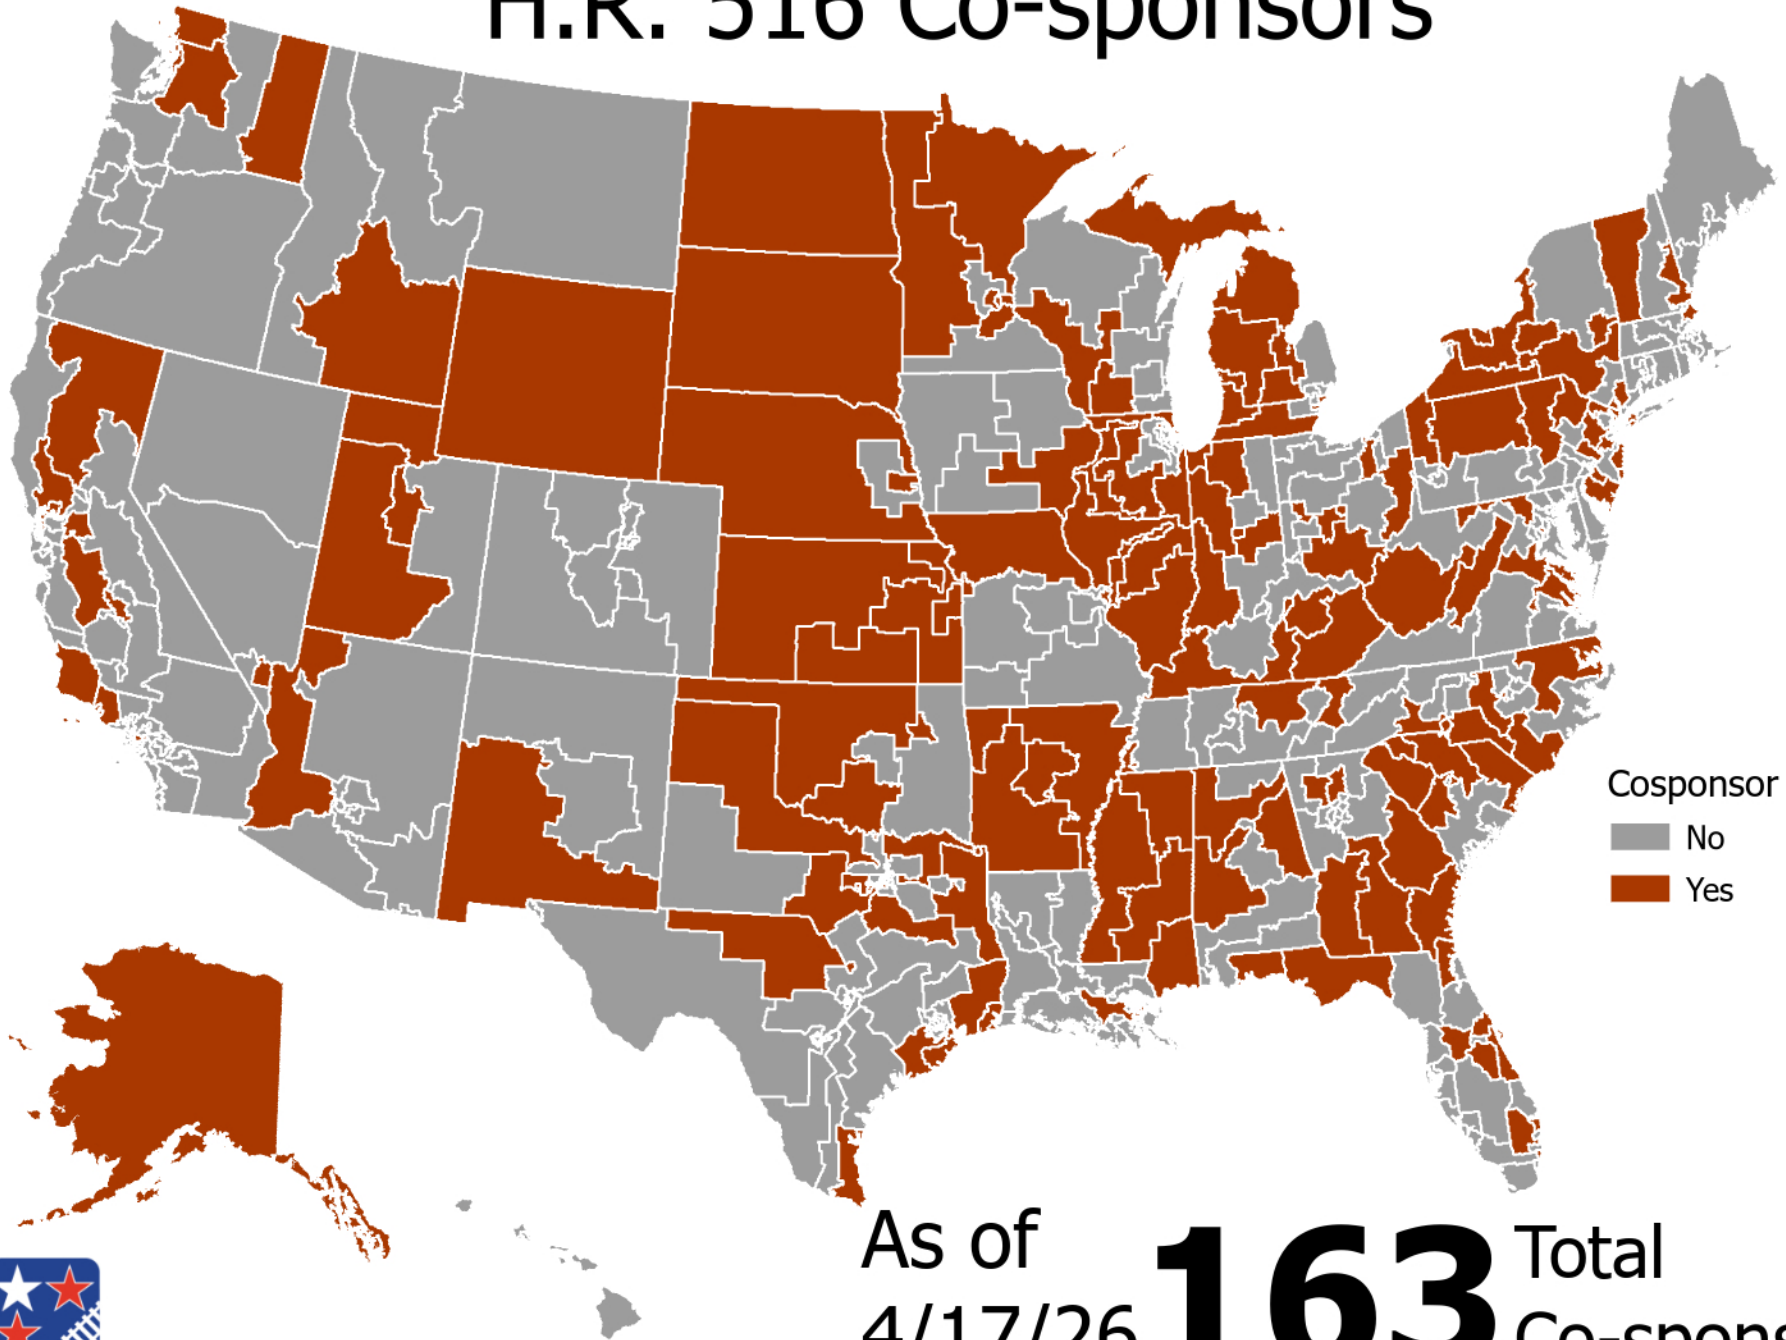 H.R. 516 Co-sponsors
Cosponsor
No
Yes
As of
4/17/26
163
Total